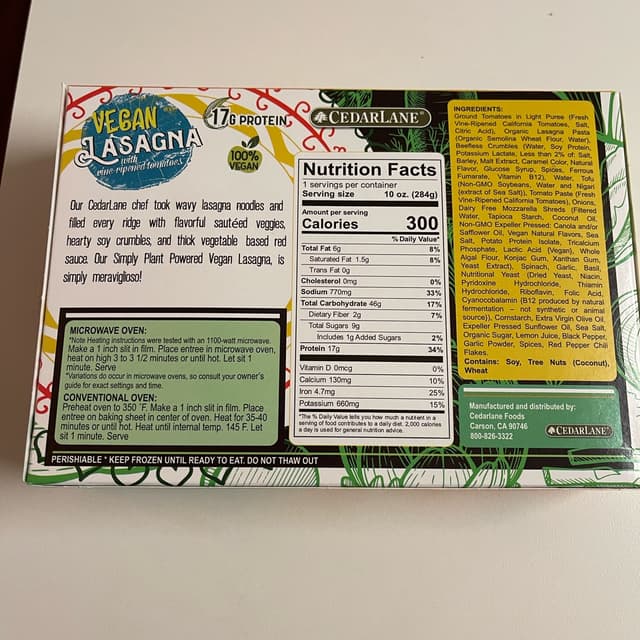 VEGAN
LASAGNA
with
vine-ripened tomatoes
17G PROTEIN
100%
VEGAN
CEDARLANE®
Our CedarLane chef took wavy lasagna noodles and
filled every ridge with flavorful sautéed veggies,
hearty soy crumbles, and thick vegetable based red
sauce. Our Simply Plant Powered Vegan Lasagna, is
simply meraviglioso!
MICROWAVE OVEN:
*Note Heating instructions were tested with an 1100-watt microwave.
Make a 1 inch slit in film. Place entree in microwave oven,
heat on high 3 to 3 1/2 minutes or until hot. Let sit 1
minute. Serve
*Variations do occur in microwave ovens, so consult your owner's
guide for exact settings and time.
CONVENTIONAL OVEN:
Preheat oven to 350 °F. Make a 1 inch slit in film. Place
entree on baking sheet in center of oven. Heat for 35-40
minutes or until hot. Heat until internal temp. 145 F. Let
sit 1 minute. Serve
PERISHIABLE * KEEP FROZEN UNTIL READY TO EAT. DO NOT THAW OUT
Nutrition Facts
1 servings per container
Serving size 10 oz. (284g)
Amount per serving
Calories 300
% Daily Value*
Total Fat 6g 8%
Saturated Fat 1.5g 8%
Trans Fat 0g
Cholesterol 0mg 0%
Sodium 770mg 33%
Total Carbohydrate 46g 17%
Dietary Fiber 2g 7%
Total Sugars 9g
Includes 1g Added Sugars 2%
Protein 17g 34%
Vitamin D 0mcg 0%
Calcium 130mg 10%
Iron 4.7mg 25%
Potassium 660mg 15%
*The % Daily Value tells you how much a nutrient in a
serving of food contributes to a daily diet. 2,000 calories
a day is used for general nutrition advice.
INGREDIENTS:
Ground Tomatoes in Light Puree (Fresh
Vine-Ripened California Tomatoes, Salt,
Citric Acid), Organic Lasagna Pasta
(Organic Semolina Wheat Flour, Water),
Beefless Crumbles (Water, Soy Protein,
Potassium Lactate, Less than 2% of: Salt,
Barley, Malt Extract, Caramel Color, Natural
Flavor, Glucose Syrup, Spices, Ferrous
Fumarate, Vitamin B12), Water, Tofu
(Non-GMO Soybeans, Water and Nigari
(extract of Sea Salt)), Tomato Paste (Fresh
Vine-Ripened California Tomatoes), Onions,
Dairy Free Mozzarella Shreds (Filtered
Water, Tapioca Starch, Coconut Oil,
Non-GMO Expeller Pressed: Canola and/or
Safflower Oil, Vegan Natural Flavors, Sea
Salt, Potato Protein Isolate, Tricalcium
Phosphate, Lactic Acid (Vegan), Whole
Algal Flour, Konjac Gum, Xanthan Gum,
Yeast Extract), Spinach, Garlic, Basil,
Nutritional Yeast (Dried Yeast, Niacin,
Pyridoxine Hydrochloride, Thiamin
Hydrochloride, Riboflavin, Folic Acid,
Cyanocobalamin (B12 produced by natural
fermentation – not synthetic or animal
source)), Cornstarch, Extra Virgin Olive Oil,
Expeller Pressed Sunflower Oil, Sea Salt,
Organic Sugar, Lemon Juice, Black Pepper,
Garlic Powder, Spices, Red Pepper Chili
Flakes.
Contains: Soy, Tree Nuts (Coconut),
Wheat
Manufactured and distributed by:
Cedarlane Foods
Carson, CA 90746
800-826-3322
CEDARLANE®